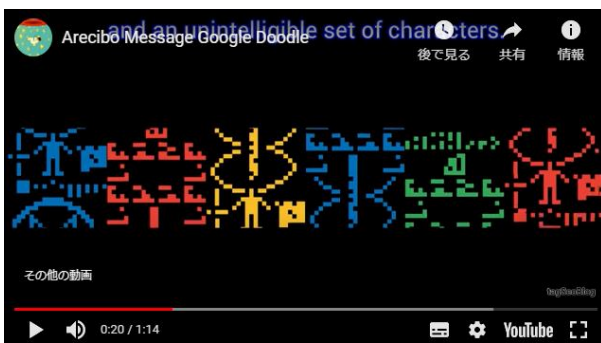 and an unintelligible set of characters.
Arecibo Message Google Doodle
後で見る 共有 情報
その他の動画
tagSeoBlog
0:20 / 1:14 YouTube